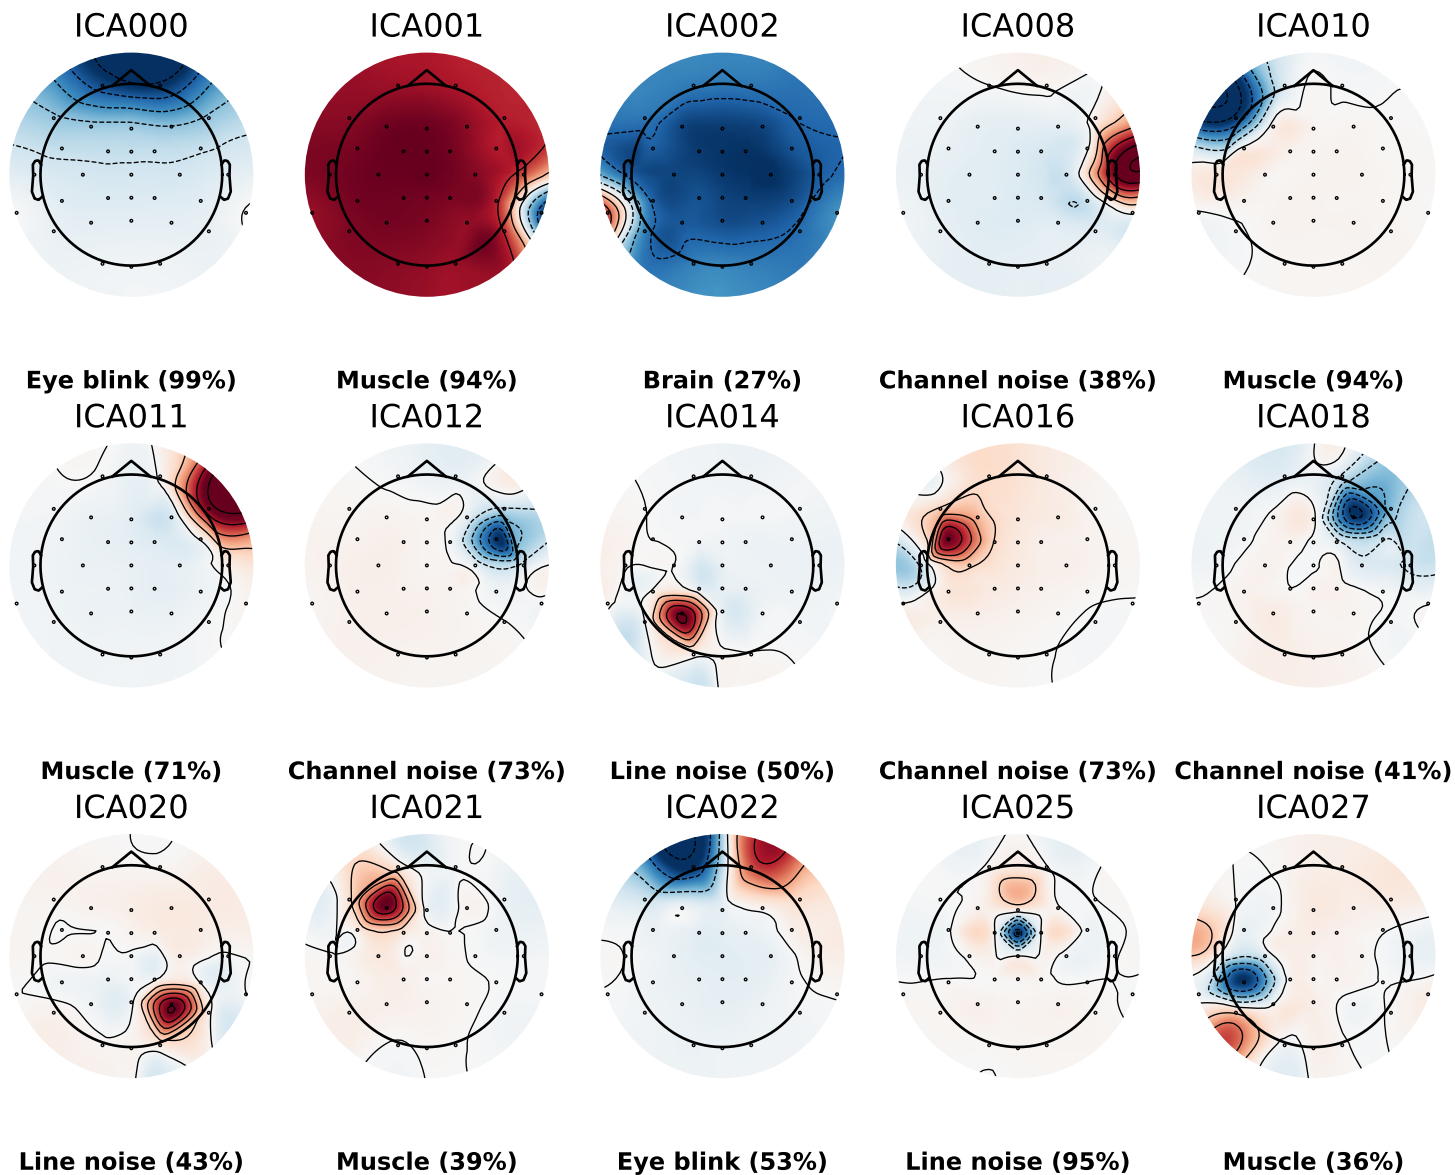 ICA000 ICA001 ICA002 ICA008 ICA010
Eye blink (99%) Muscle (94%) Brain (27%) Channel noise (38%) Muscle (94%)
ICA011 ICA012 ICA014 ICA016 ICA018
Muscle (71%) Channel noise (73%) Line noise (50%) Channel noise (73%) Channel noise (41%)
ICA020 ICA021 ICA022 ICA025 ICA027
Line noise (43%) Muscle (39%) Eye blink (53%) Line noise (95%) Muscle (36%)